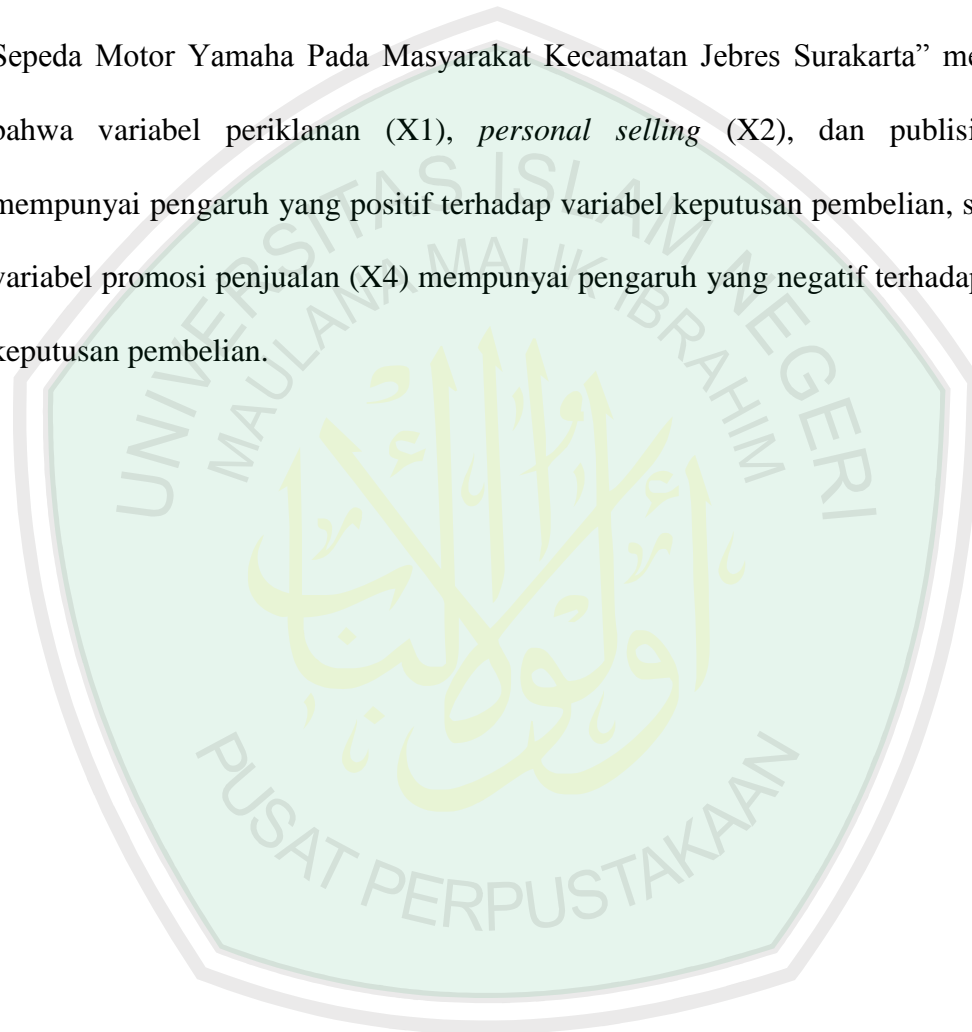 Sepeda Motor Yamaha Pada Masyarakat Kecamatan Jebres Surakarta”
bahwa variabel periklanan (X1), personal selling (X2), dan
mempunyai pengaruh yang positif terhadap variabel keputusan pembelian,
variabel promosi penjualan (X4) mempunyai pengaruh yang negatif terhadap
keputusan pembelian.
UNIVERSITAS ISLAM NEGERI
MAULANA MALIK IBRAHIM
PUSAT PERPUSTAKAAN